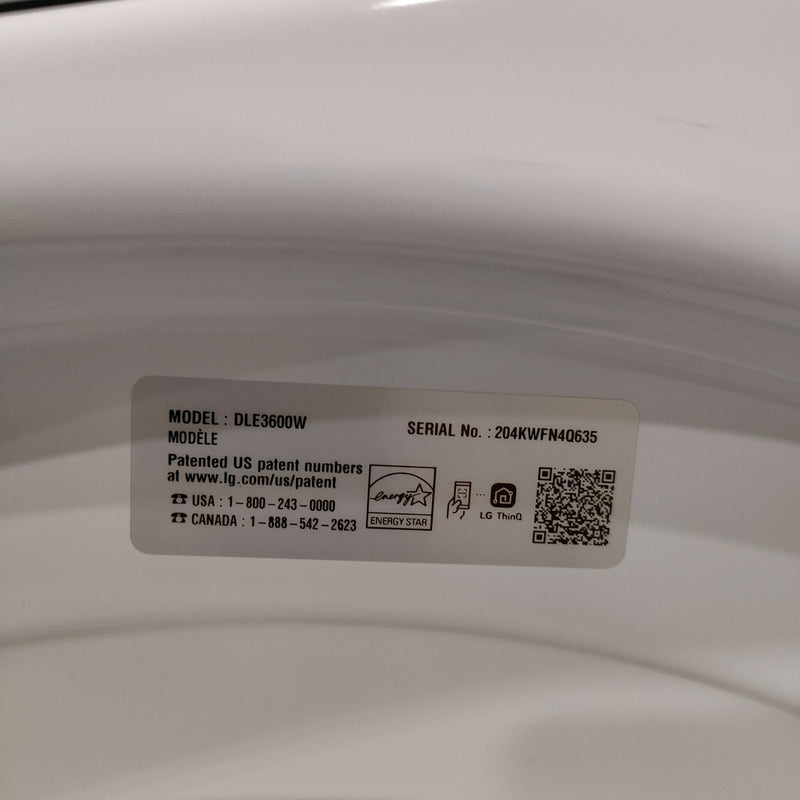 MODEL : DLE3600W
MODÈLE
SERIAL No. : 204KWFN4Q635
Patented US patent numbers
at www.lg.com/us/patent
☎ USA : 1-800-243-0000
☎ CANADA : 1-888-542-2623
energy
ENERGY STAR
LG ThinQ